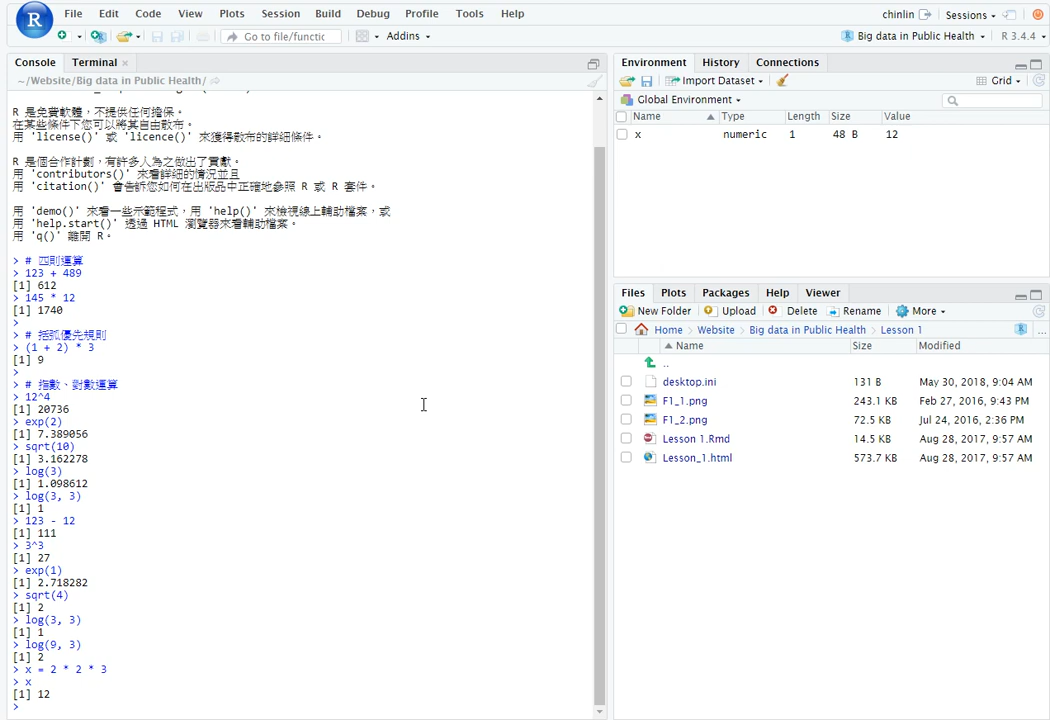 R
File Edit Code View Plots Session Build Debug Profile Tools Help
chinlin Sessions
Go to file/functic Addins
Big data in Public Health R 3.4.4
Console Terminal
~/Website/Big data in Public Health/
R 是免費軟體，不提供任何擔保。
在某些條件下您可以將其自由散布。
用 'license()' 或 'licence()' 來獲得散布的詳細條件。
R 是個合作計劃，有許多人為之做出了貢獻。
用 'contributors()' 來看詳細的情況並且
用 'citation()' 會告訴您如何在出版品中正確地參照 R 或 R 套件。
用 'demo()' 來看一些示範程式，用 'help()' 來檢視線上輔助檔案，或
用 'help.start()' 透過 HTML 瀏覽器來看輔助檔案。
用 'q()' 離開 R。
> # 四則運算
> 123 + 489
[1] 612
> 145 * 12
[1] 1740
>
> # 括弧優先規則
> (1 + 2) * 3
[1] 9
>
> # 指數、對數運算
> 12^4
[1] 20736
> exp(2)
[1] 7.389056
> sqrt(10)
[1] 3.162278
> log(3)
[1] 1.098612
> log(3, 3)
[1] 1
> 123 - 12
[1] 111
> 3^3
[1] 27
> exp(1)
[1] 2.718282
> sqrt(4)
[1] 2
> log(3, 3)
[1] 1
> log(9, 3)
[1] 2
> x = 2 * 2 * 3
> x
[1] 12
>
Environment History Connections
Import Dataset Grid
Global Environment
Name Type Length Size Value
x numeric 1 48 B 12
Files Plots Packages Help Viewer
New Folder Upload Delete Rename More
Home Website Big data in Public Health Lesson 1 ...
Name Size Modified
..
desktop.ini 131 B May 30, 2018, 9:04 AM
F1_1.png 243.1 KB Feb 27, 2016, 9:43 PM
F1_2.png 72.5 KB Jul 24, 2016, 2:36 PM
Lesson 1.Rmd 14.5 KB Aug 28, 2017, 9:57 AM
Lesson_1.html 573.7 KB Aug 28, 2017, 9:57 AM